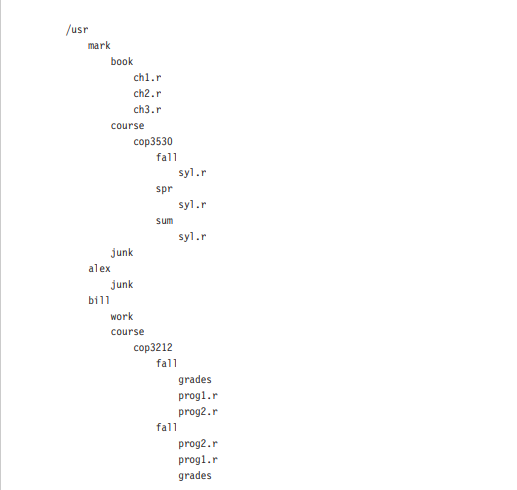 /usr
mark
book
ch1.r
ch2.r
ch3.r
course
cop3530
fall
syl.r
spr
syl.r
sum
syl.r
junk
alex
junk
bill
work
course
cop3212
fall
grades
prog1.r
prog2.r
fall
prog2.r
prog1.r
grades